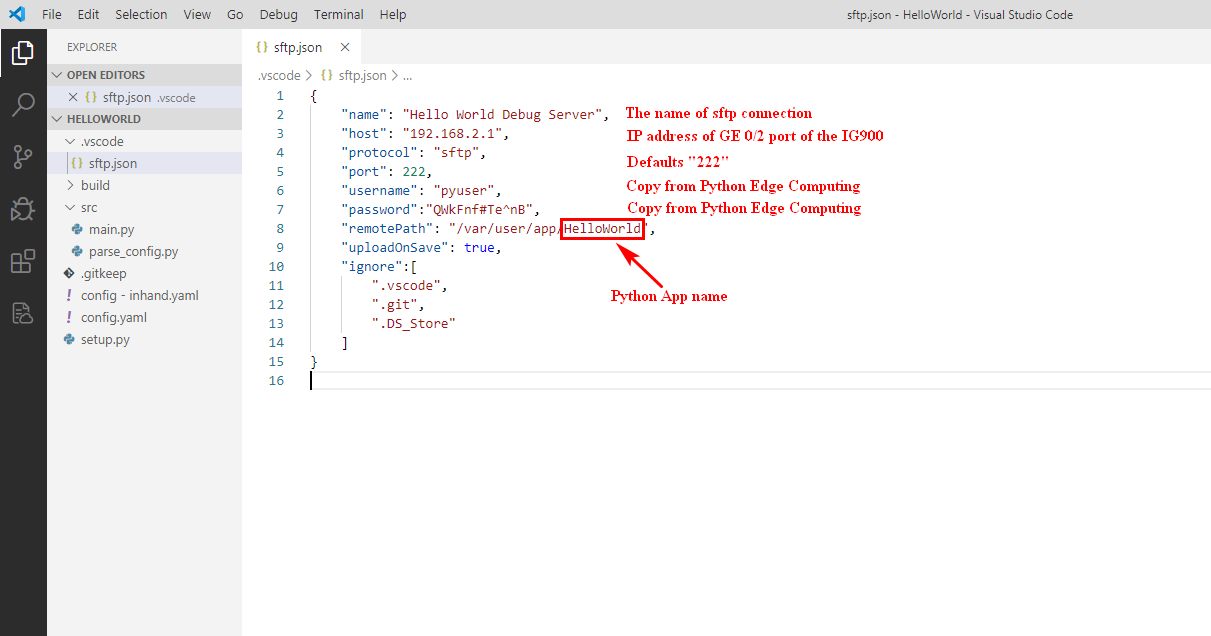 File Edit Selection View Go Debug Terminal Help sftp.json - HelloWorld - Visual Studio Code
EXPLORER
OPEN EDITORS
sftp.json .vscode
HELLOWORLD
.vscode
sftp.json
build
src
main.py
parse_config.py
.gitkeep
config - inhand.yaml
config.yaml
setup.py
sftp.json
.vscode > {} sftp.json > ...
1 {
2 "name": "Hello World Debug Server", The name of sftp connection
3 "host": "192.168.2.1", IP address of GE 0/2 port of the IG900
4 "protocol": "sftp",
5 "port": 222, Defaults "222"
6 "username": "pyuser", Copy from Python Edge Computing
7 "password":"QWkFnf#Te^nB", Copy from Python Edge Computing
8 "remotePath": "/var/user/app/HelloWorld",
9 "uploadOnSave": true,
10 "ignore":[
11 ".vscode",
Python App name
12 ".git",
13 ".DS_Store"
14 ]
15 }
16